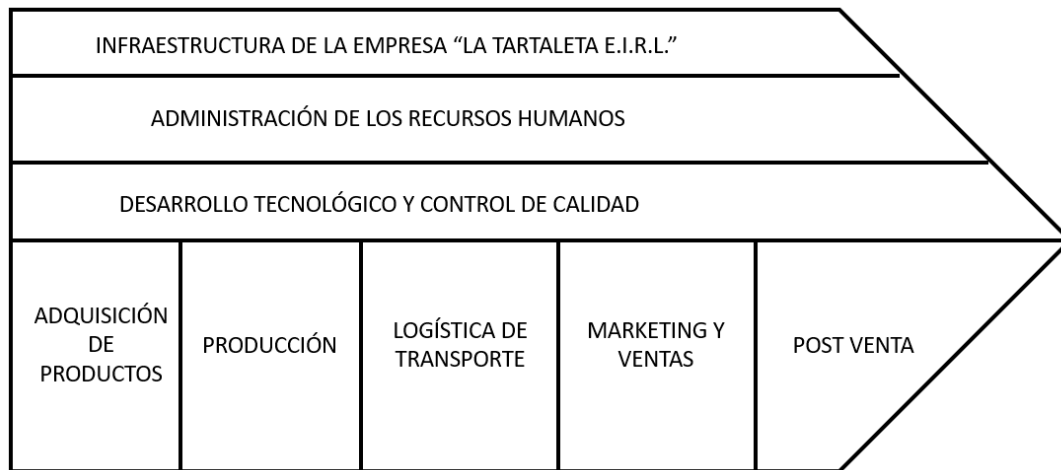 INFRAESTRUCTURA DE LA EMPRESA “LA TARTALETA E.I.R.L.”
ADMINISTRACIÓN DE LOS RECURSOS HUMANOS
DESARROLLO TECNOLÓGICO Y CONTROL DE CALIDAD
ADQUISICIÓN
DE
PRODUCTOS
PRODUCCIÓN
LOGÍSTICA DE
TRANSPORTE
MARKETING Y
VENTAS
POST VENTA